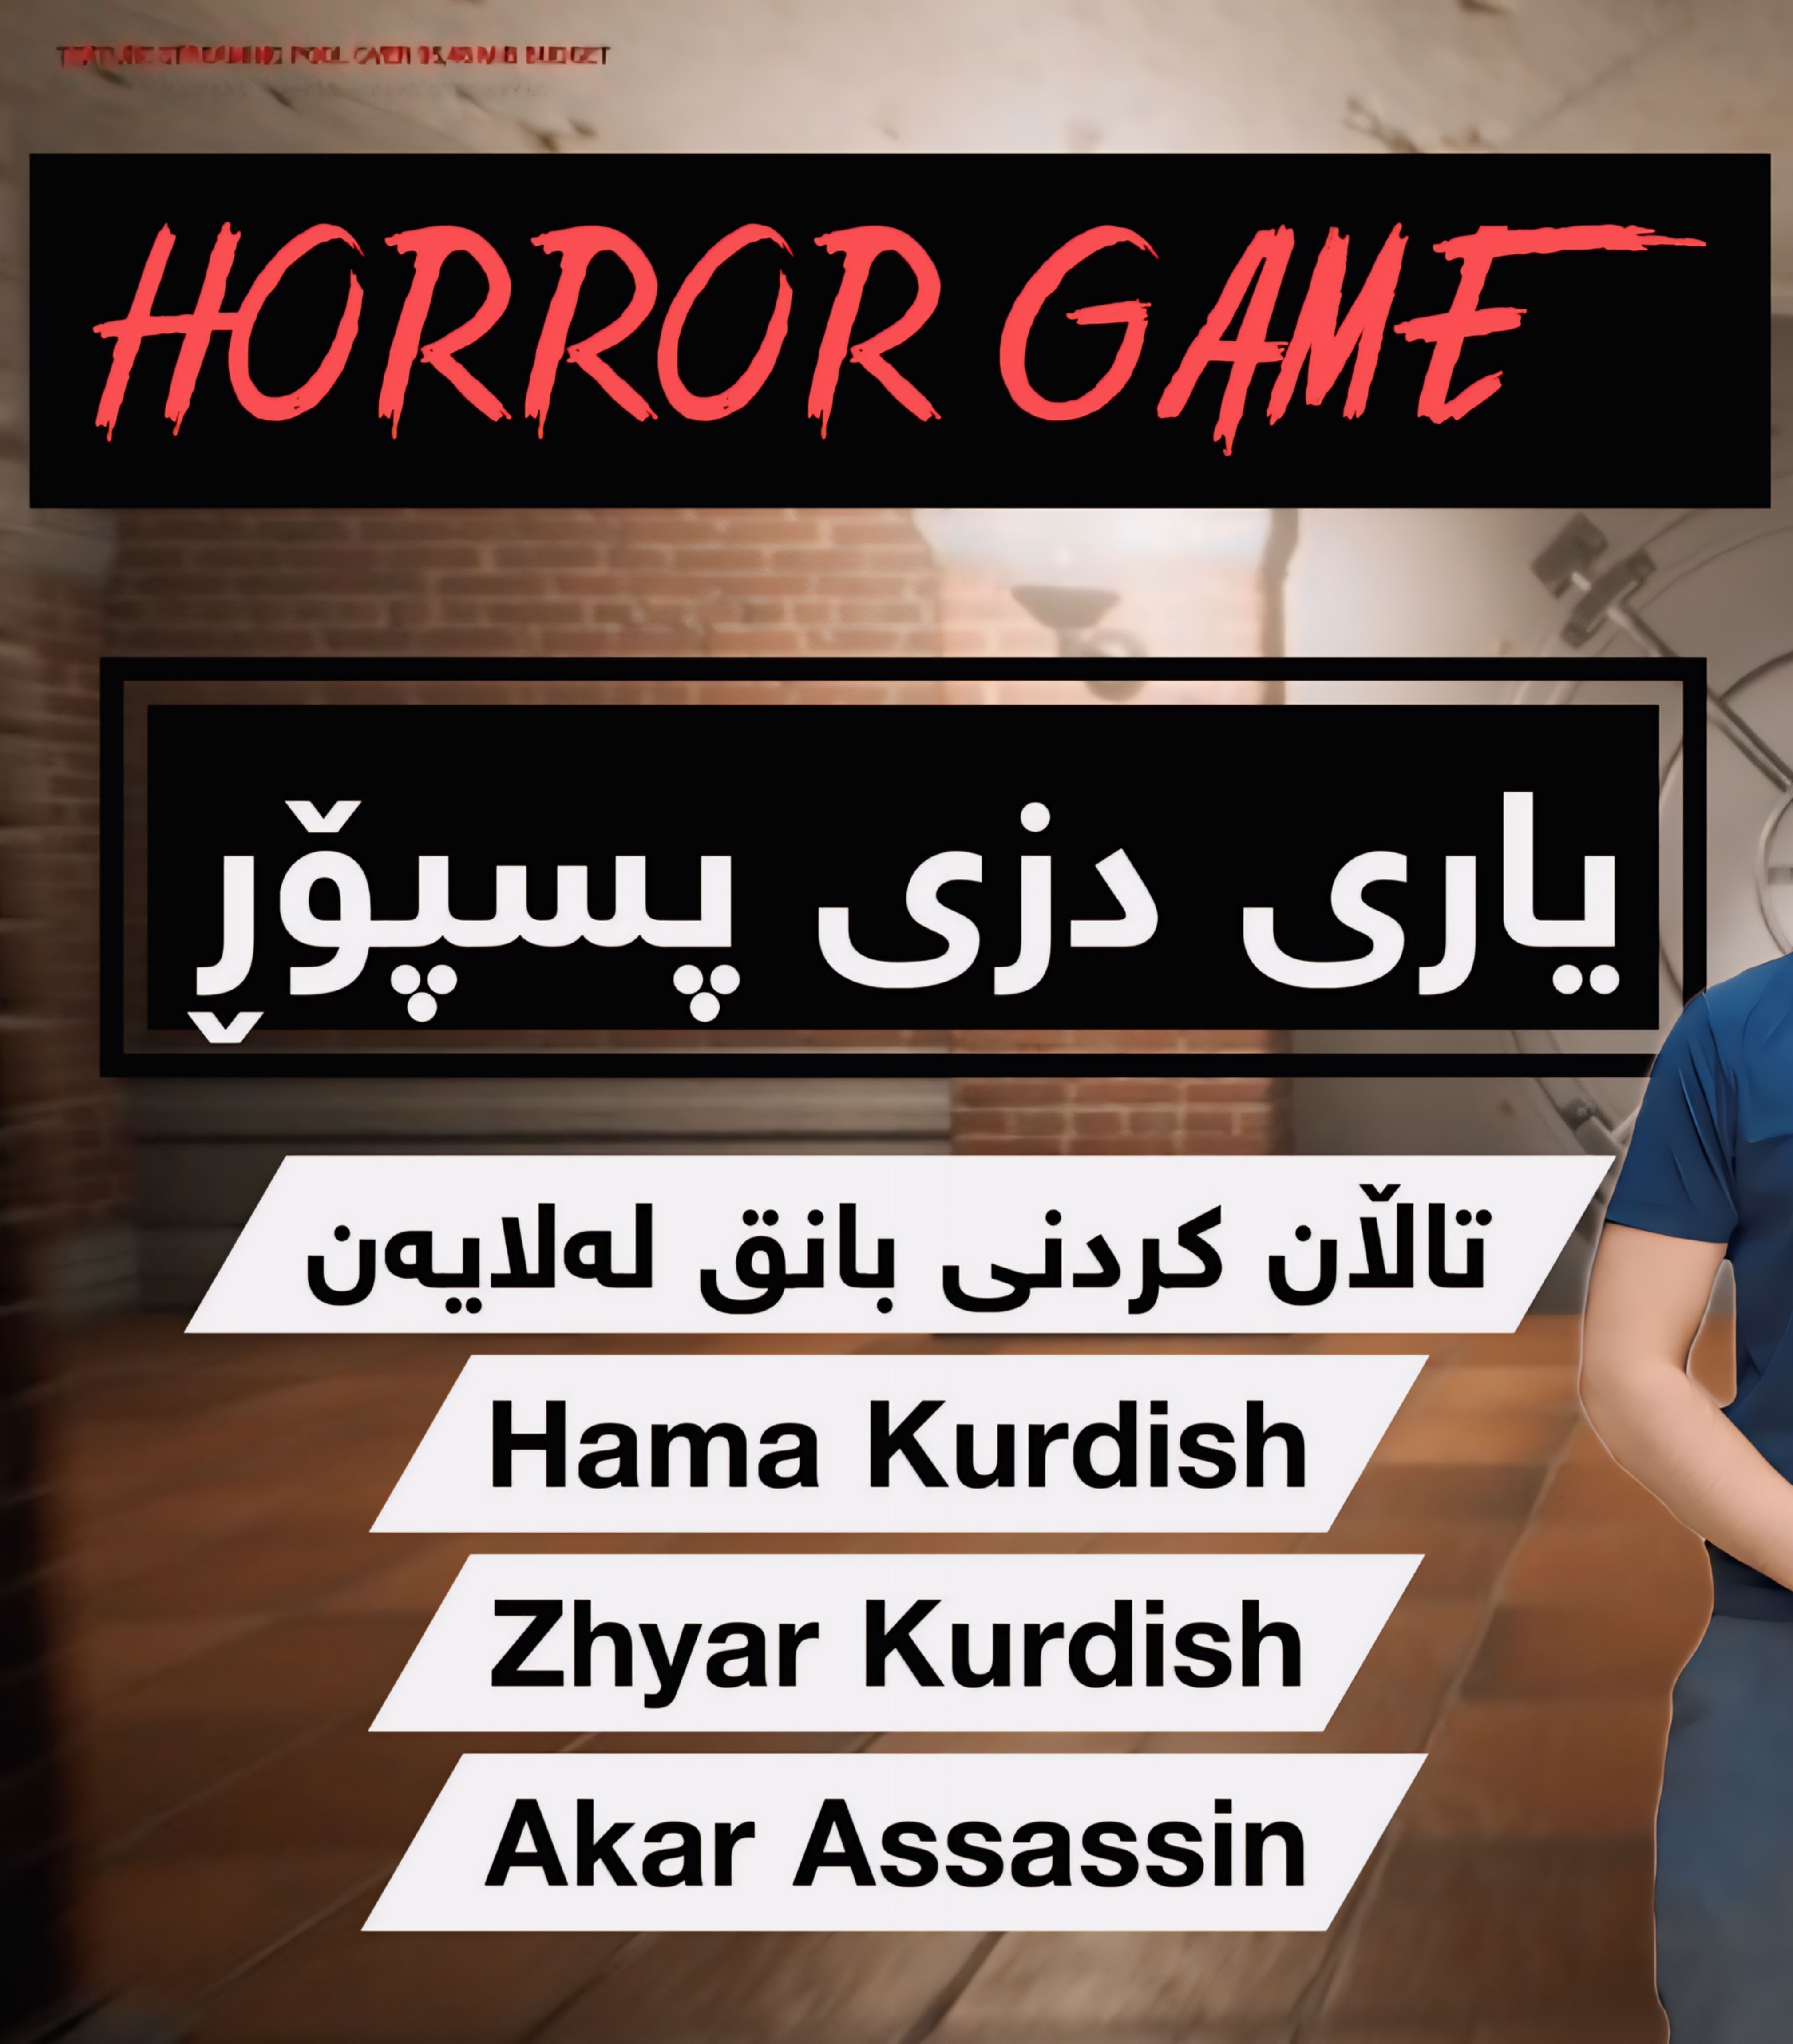 HORROR GAME
یاری دزی پسپۆڕ
تاڵان کردنی بانق لەلایەن
Hama Kurdish
Zhyar Kurdish
Akar Assassin